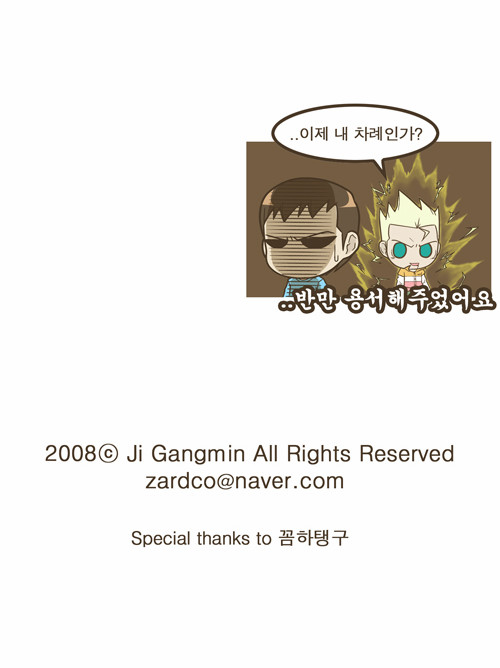 ..이제 내 차례인가?
..반만 용서해주었어요
2008ⓒ Ji Gangmin All Rights Reserved
zardco@naver.com
Special thanks to 꼼하탱구